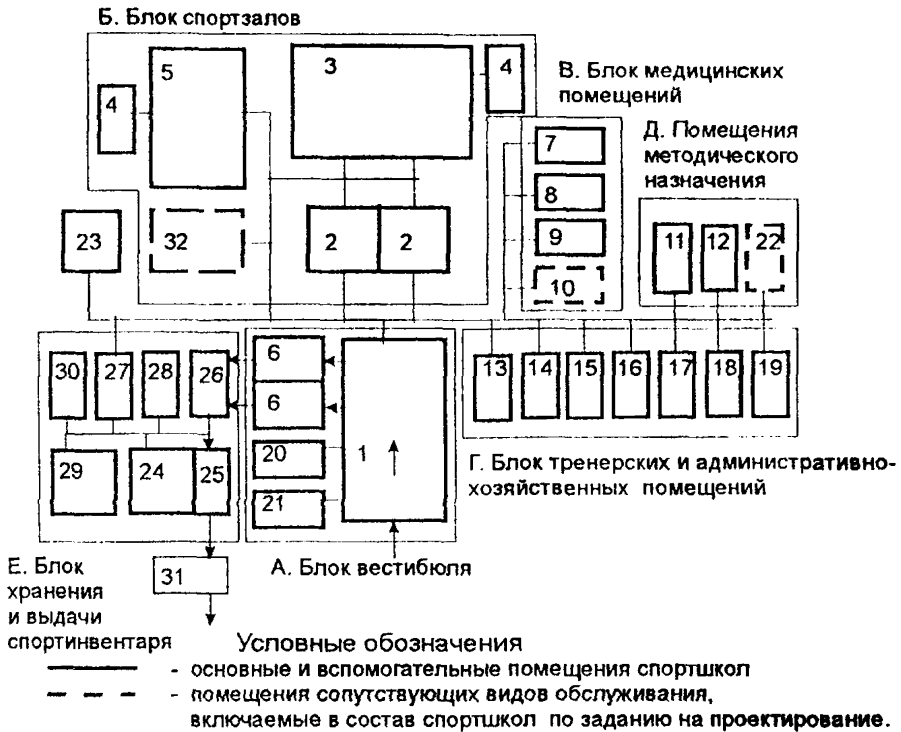 Б. Блок спортзалов
5
3
4
4
В. Блок медицинских
помещений
7
8
9
10
Д. Помещения
методического
назначения
11
12
22
23
32
2
2
30
27
28
26
6
6
13
14
15
16
17
18
19
29
24
25
20
21
1
Г. Блок тренерских и административно-
хозяйственных помещений
Е. Блок
хранения
и выдачи
спортинвентаря
31
А. Блок вестибюля
Условные обозначения
- основные и вспомогательные помещения спортшкол
- помещения сопутствующих видов обслуживания,
включаемые в состав спортшкол по заданию на проектирование.